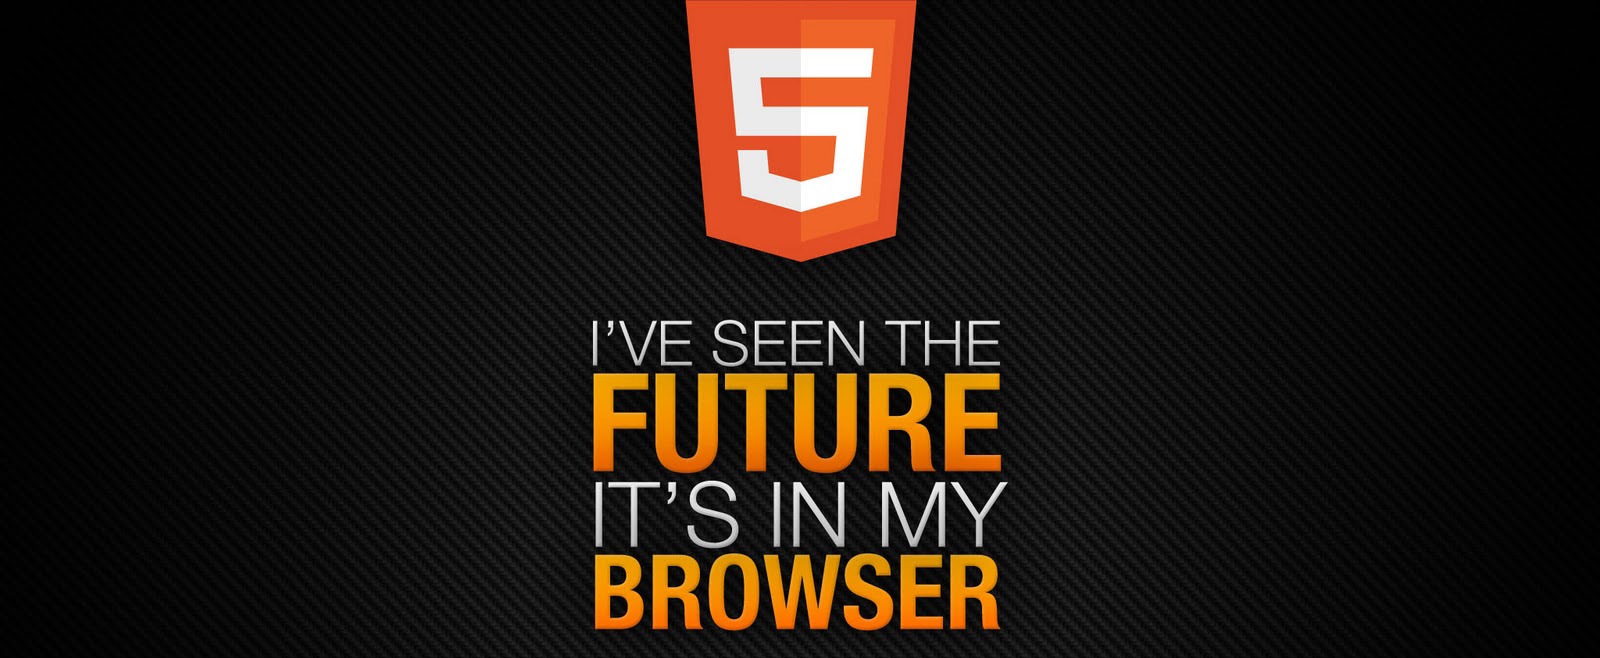 5
I'VE SEEN THE
FUTURE
IT'S IN MY
BROWSER